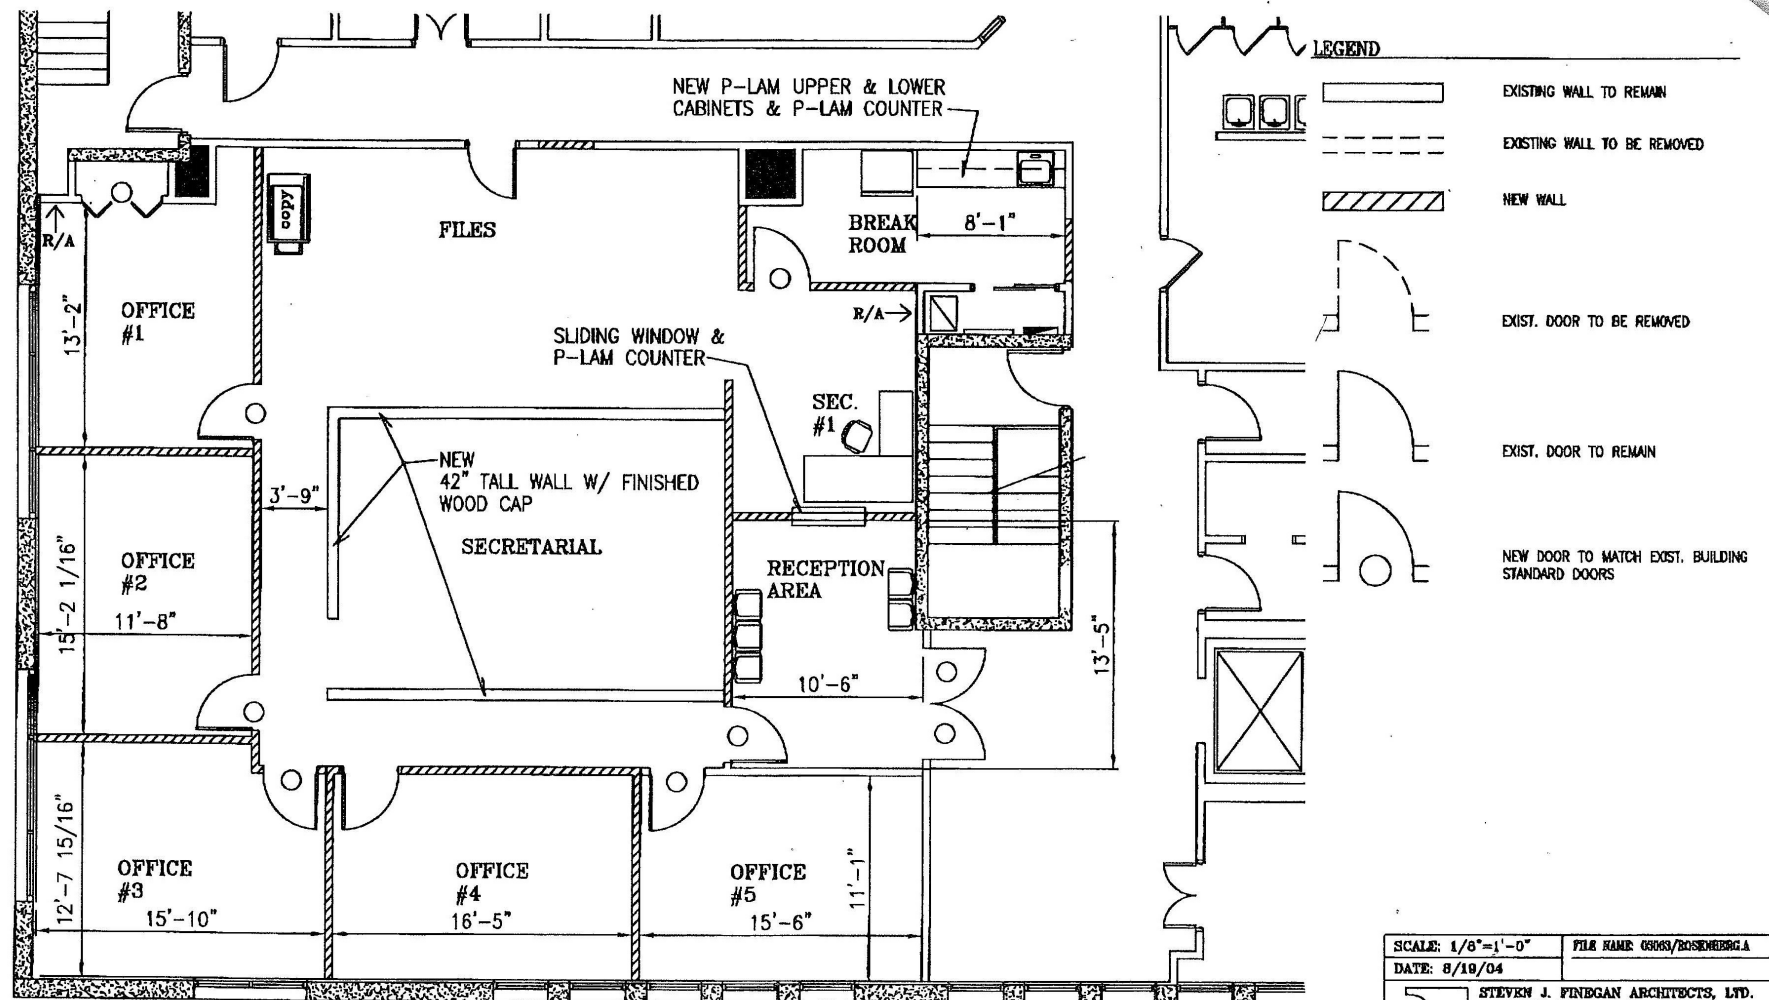 NEW P-LAM UPPER & LOWER
CABINETS & P-LAM COUNTER
LEGEND
EXISTING WALL TO REMAIN
EXISTING WALL TO BE REMOVED
NEW WALL
EXIST. DOOR TO BE REMOVED
EXIST. DOOR TO REMAIN
NEW DOOR TO MATCH EXIST. BUILDING
STANDARD DOORS
copy
FILES
BREAK
ROOM
8'-1"
R/A
OFFICE
#1
13'-2"
R/A
SLIDING WINDOW &
P-LAM COUNTER
SEC.
#1
NEW
42" TALL WALL W/ FINISHED
WOOD CAP
3'-9"
SECRETARIAL
OFFICE
#2
11'-8"
15'-2 1/16"
RECEPTION
AREA
10'-6"
13'-5"
OFFICE
#3
15'-10"
12'-7 15/16"
OFFICE
#4
16'-5"
OFFICE
#5
15'-6"
11'-1"
SCALE: 1/8"=1'-0"
FILE NAME
DATE: 8/19/04
STEVEN J. FINEGAN ARCHITECTS, LTD.